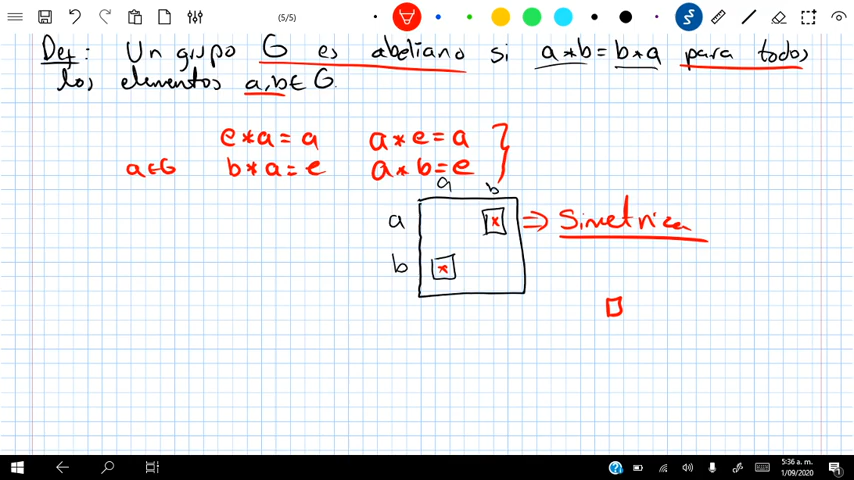 (5/5)
Def: Un grupo G es abeliano si a*b=b*a para todos
los elementos a,b∈G.
e*a=a a*e=a
a∈G b*a=e a*b=e
a b
a * ⇒ Simetrica
b *
5:36 a. m.
1/09/2020